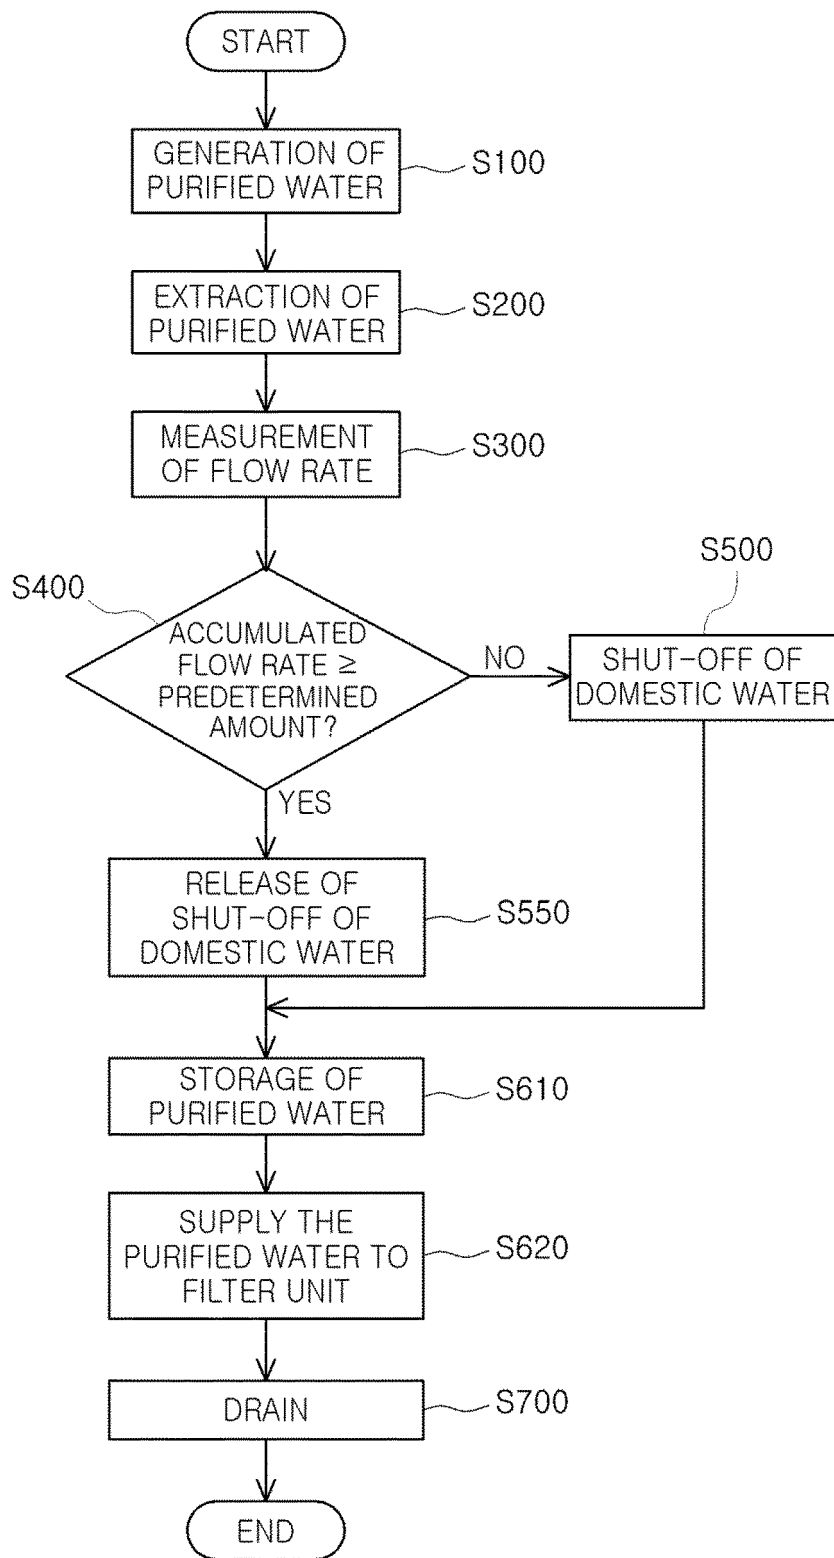 START
GENERATION OF
PURIFIED WATER
S100
EXTRACTION OF
PURIFIED WATER
S200
MEASUREMENT
OF FLOW RATE
S300
S400
ACCUMULATED
FLOW RATE ≥
PREDETERMINED
AMOUNT?
NO
S500
SHUT-OFF OF
DOMESTIC WATER
YES
RELEASE OF
SHUT-OFF OF
DOMESTIC WATER
S550
STORAGE OF
PURIFIED WATER
S610
SUPPLY THE
PURIFIED WATER TO
FILTER UNIT
S620
DRAIN
S700
END